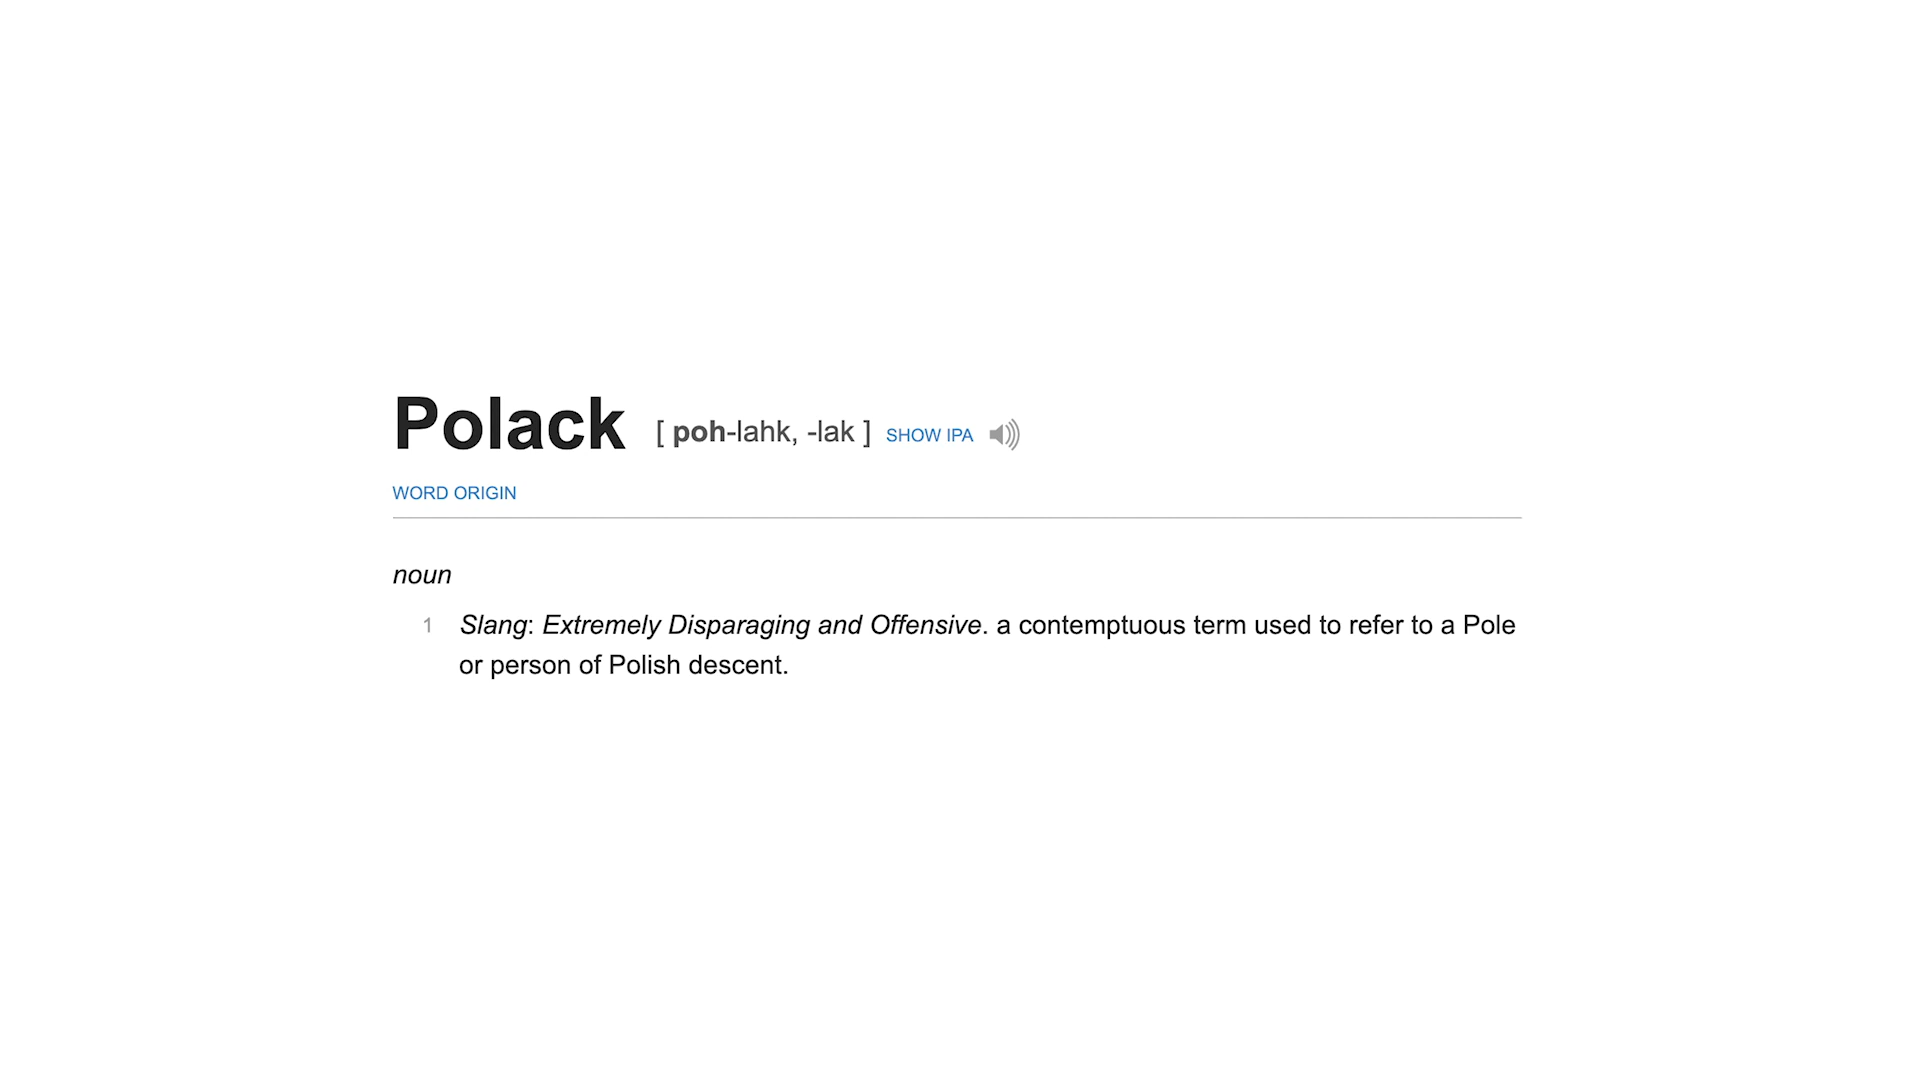 Polack [ poh-lahk, -lak ] SHOW IPA
WORD ORIGIN
noun
1 Slang: Extremely Disparaging and Offensive. a contemptuous term used to refer to a Pole
or person of Polish descent.